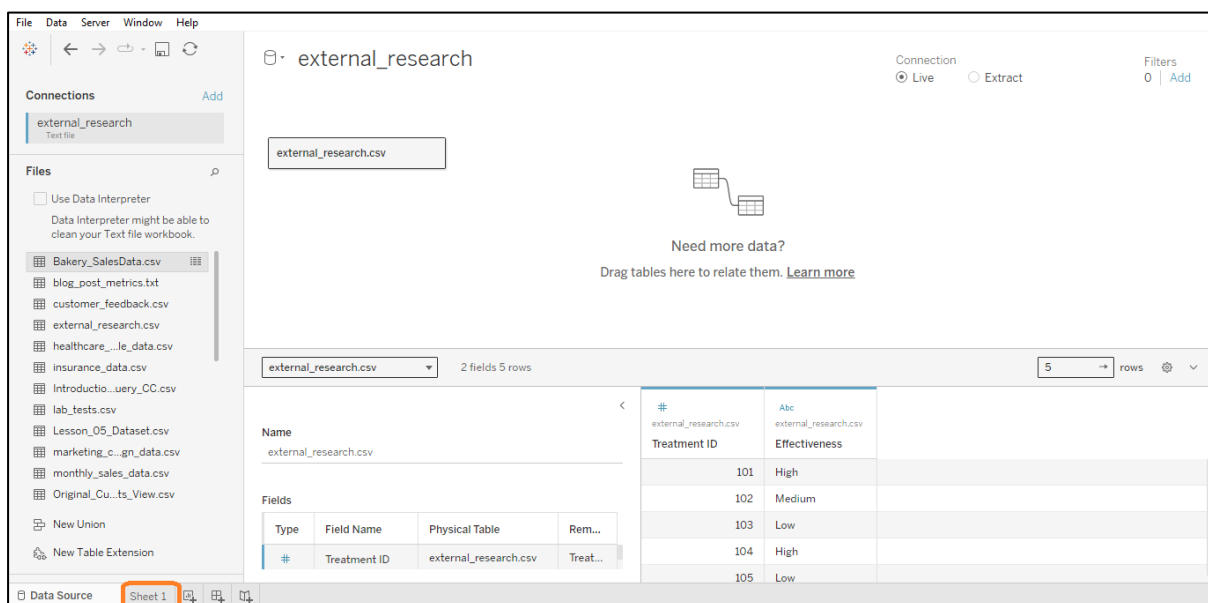 File Data Server Window Help
external_research
Connection
Live Extract
Filters
0 Add
Connections Add
external_research
Text file
Files
Use Data Interpreter
Data Interpreter might be able to
clean your Text file workbook.
Bakery_SalesData.csv
blog_post_metrics.txt
customer_feedback.csv
external_research.csv
healthcare_...le_data.csv
insurance_data.csv
Introductio...uery_CC.csv
lab_tests.csv
Lesson_05_Dataset.csv
marketing_c...gn_data.csv
monthly_sales_data.csv
Original_Cu...ts_View.csv
New Union
New Table Extension
external_research.csv
Need more data?
Drag tables here to relate them. Learn more
external_research.csv 2 fields 5 rows 5 rows
Name
external_research.csv
Fields
Type Field Name Physical Table Rem...
# Treatment ID external_research.csv Treat...
# Abc
external_research.csv external_research.csv
Treatment ID Effectiveness
101 High
102 Medium
103 Low
104 High
105 Low
Data Source Sheet 1